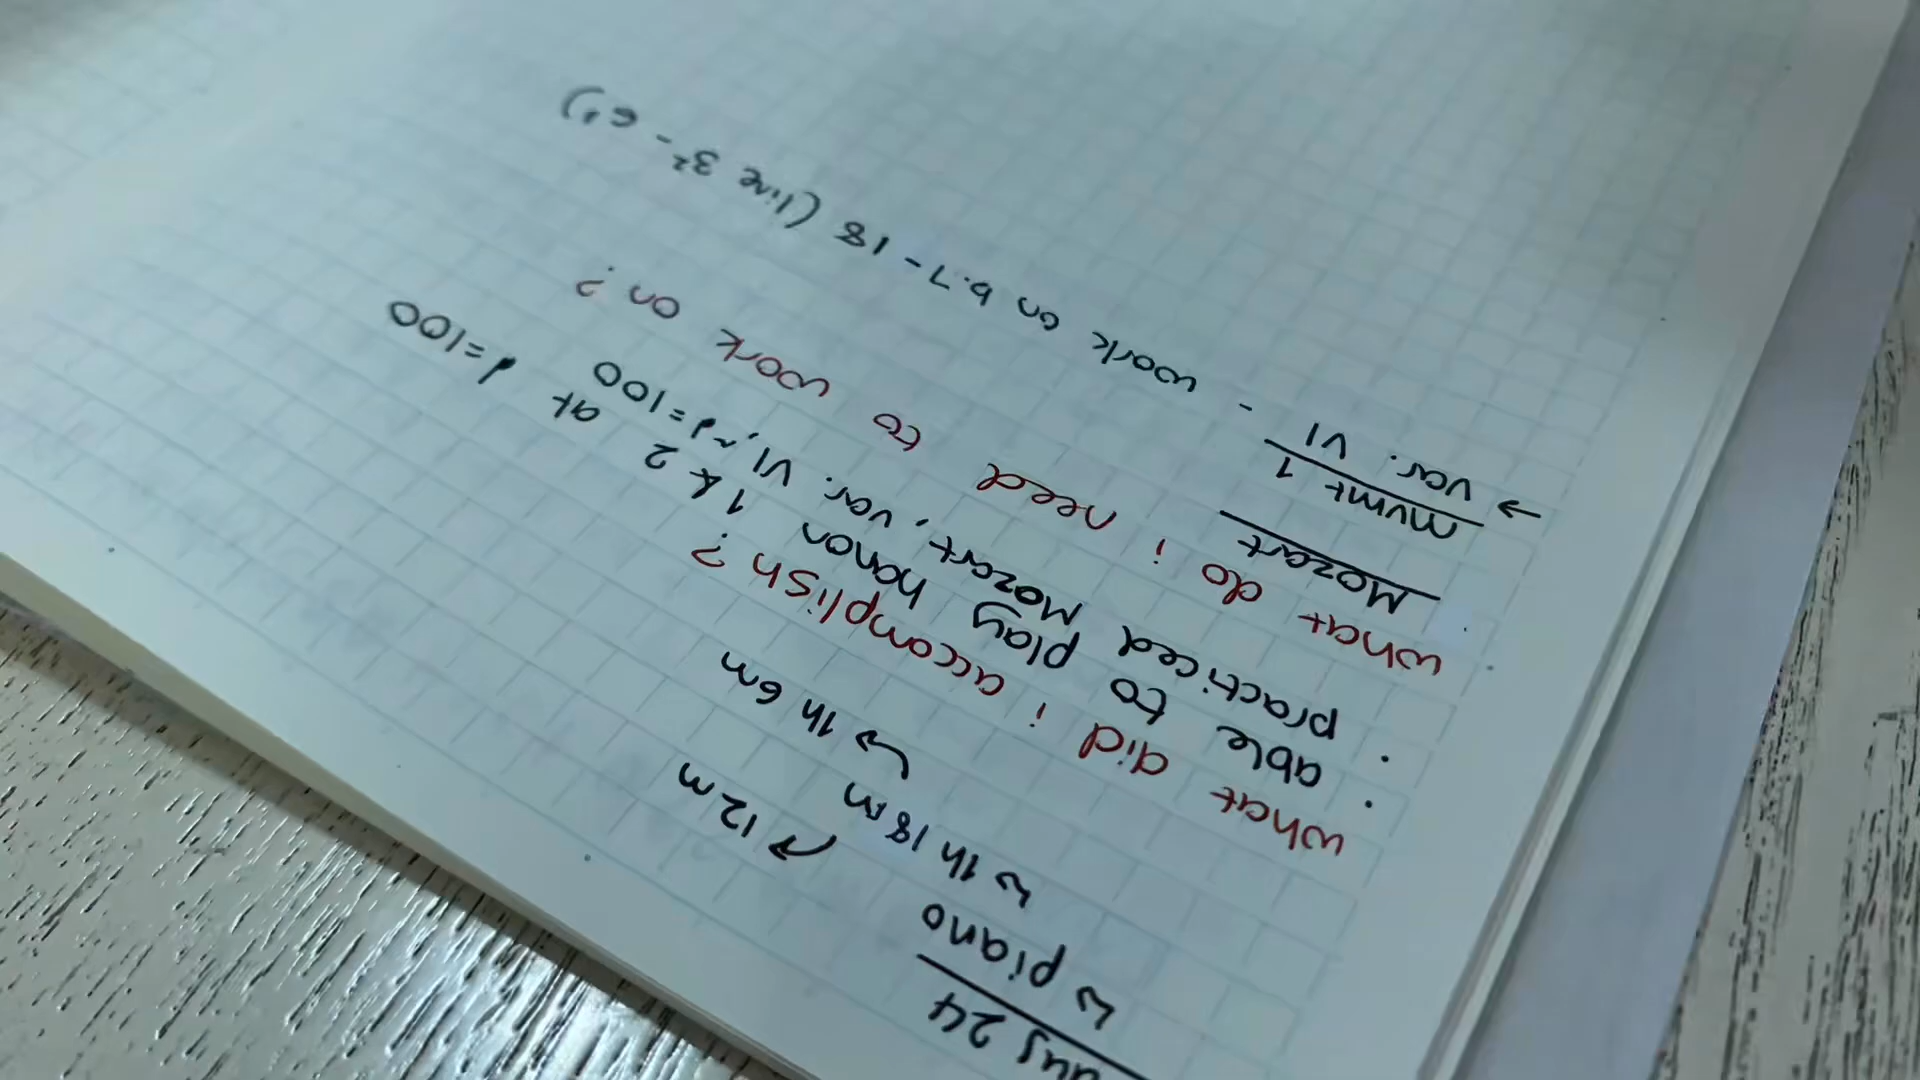 aug 24
↳ piano
↳ 1h 18m ↱ 12m
↳ 1h 6m
what did i accomplish?
· able to play hanon 1 & 2 at ♩=100
· practiced Mozart, var. VI, ~♩=100
what do i need to work on?
Mozart
mvmt 1
→ var. VI - work on b.7 - 18 (line 3² - 6¹)